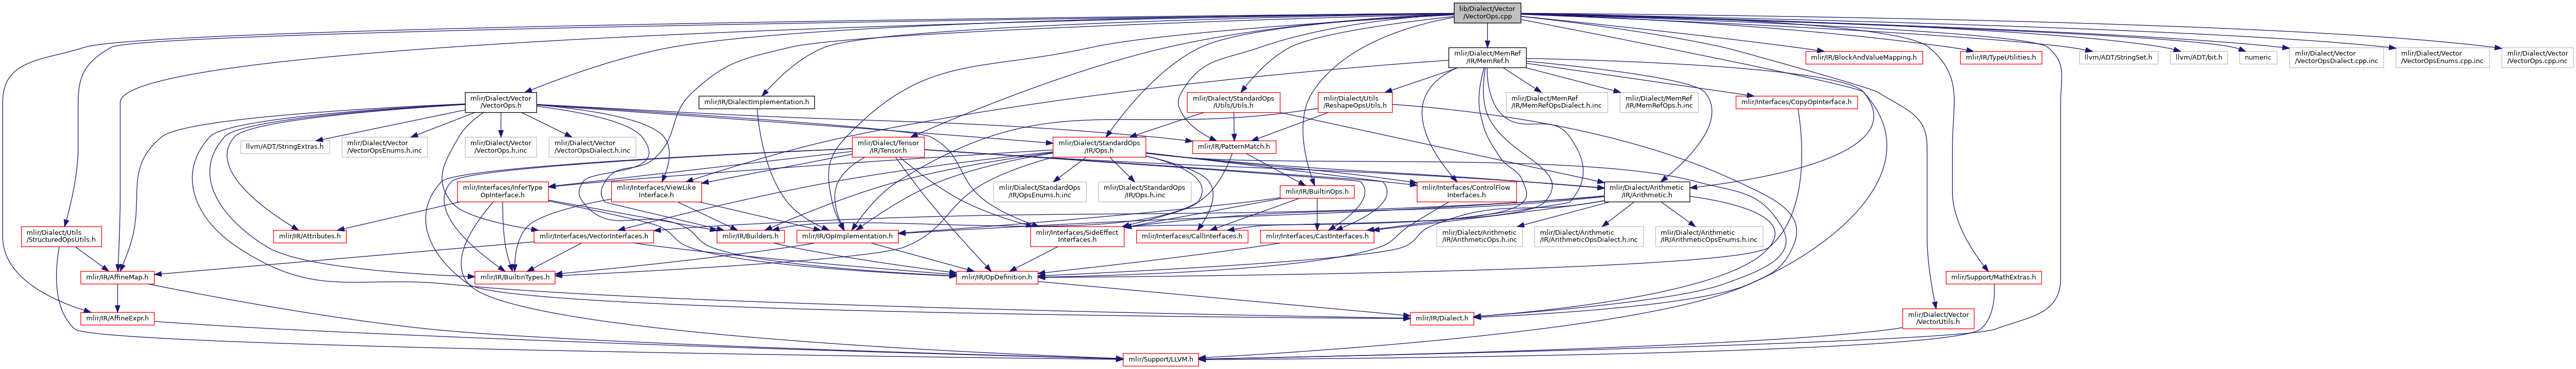 lib/Dialect/Vector
/VectorOps.cpp
mlir/Dialect/MemRef
/IR/MemRef.h
mlir/IR/BlockAndValueMapping.h
mlir/IR/TypeUtilities.h
llvm/ADT/StringSet.h
llvm/ADT/bit.h
numeric
mlir/Dialect/Vector
/VectorOpsDialect.cpp.inc
mlir/Dialect/Vector
/VectorOpsEnums.cpp.inc
mlir/Dialect/Vector
/VectorOps.cpp.inc
mlir/Dialect/Vector
/VectorOps.h
mlir/IR/DialectImplementation.h
mlir/Dialect/StandardOps
/Utils/Utils.h
mlir/Dialect/Utils
/ReshapeOpsUtils.h
mlir/Dialect/MemRef
/IR/MemRefOpsDialect.h.inc
mlir/Dialect/MemRef
/IR/MemRefOps.h.inc
mlir/Interfaces/CopyOpInterface.h
llvm/ADT/StringExtras.h
mlir/Dialect/Vector
/VectorOpsEnums.h.inc
mlir/Dialect/Vector
/VectorOps.h.inc
mlir/Dialect/Vector
/VectorOpsDialect.h.inc
mlir/Dialect/Tensor
/IR/Tensor.h
mlir/Dialect/StandardOps
/IR/Ops.h
mlir/IR/PatternMatch.h
mlir/Interfaces/InferType
OpInterface.h
mlir/Interfaces/ViewLike
Interface.h
mlir/Dialect/StandardOps
/IR/OpsEnums.h.inc
mlir/Dialect/StandardOps
/IR/Ops.h.inc
mlir/IR/BuiltinOps.h
mlir/Interfaces/ControlFlow
Interfaces.h
mlir/Dialect/Arithmetic
/IR/Arithmetic.h
mlir/Dialect/Utils
/StructuredOpsUtils.h
mlir/IR/Attributes.h
mlir/Interfaces/VectorInterfaces.h
mlir/IR/Builders.h
mlir/IR/OpImplementation.h
mlir/Interfaces/SideEffect
Interfaces.h
mlir/Interfaces/CallInterfaces.h
mlir/Interfaces/CastInterfaces.h
mlir/Dialect/Arithmetic
/IR/ArithmeticOps.h.inc
mlir/Dialect/Arithmetic
/IR/ArithmeticOpsDialect.h.inc
mlir/Dialect/Arithmetic
/IR/ArithmeticOpsEnums.h.inc
mlir/IR/AffineMap.h
mlir/IR/BuiltinTypes.h
mlir/IR/OpDefinition.h
mlir/Support/MathExtras.h
mlir/IR/AffineExpr.h
mlir/IR/Dialect.h
mlir/Dialect/Vector
/VectorUtils.h
mlir/Support/LLVM.h